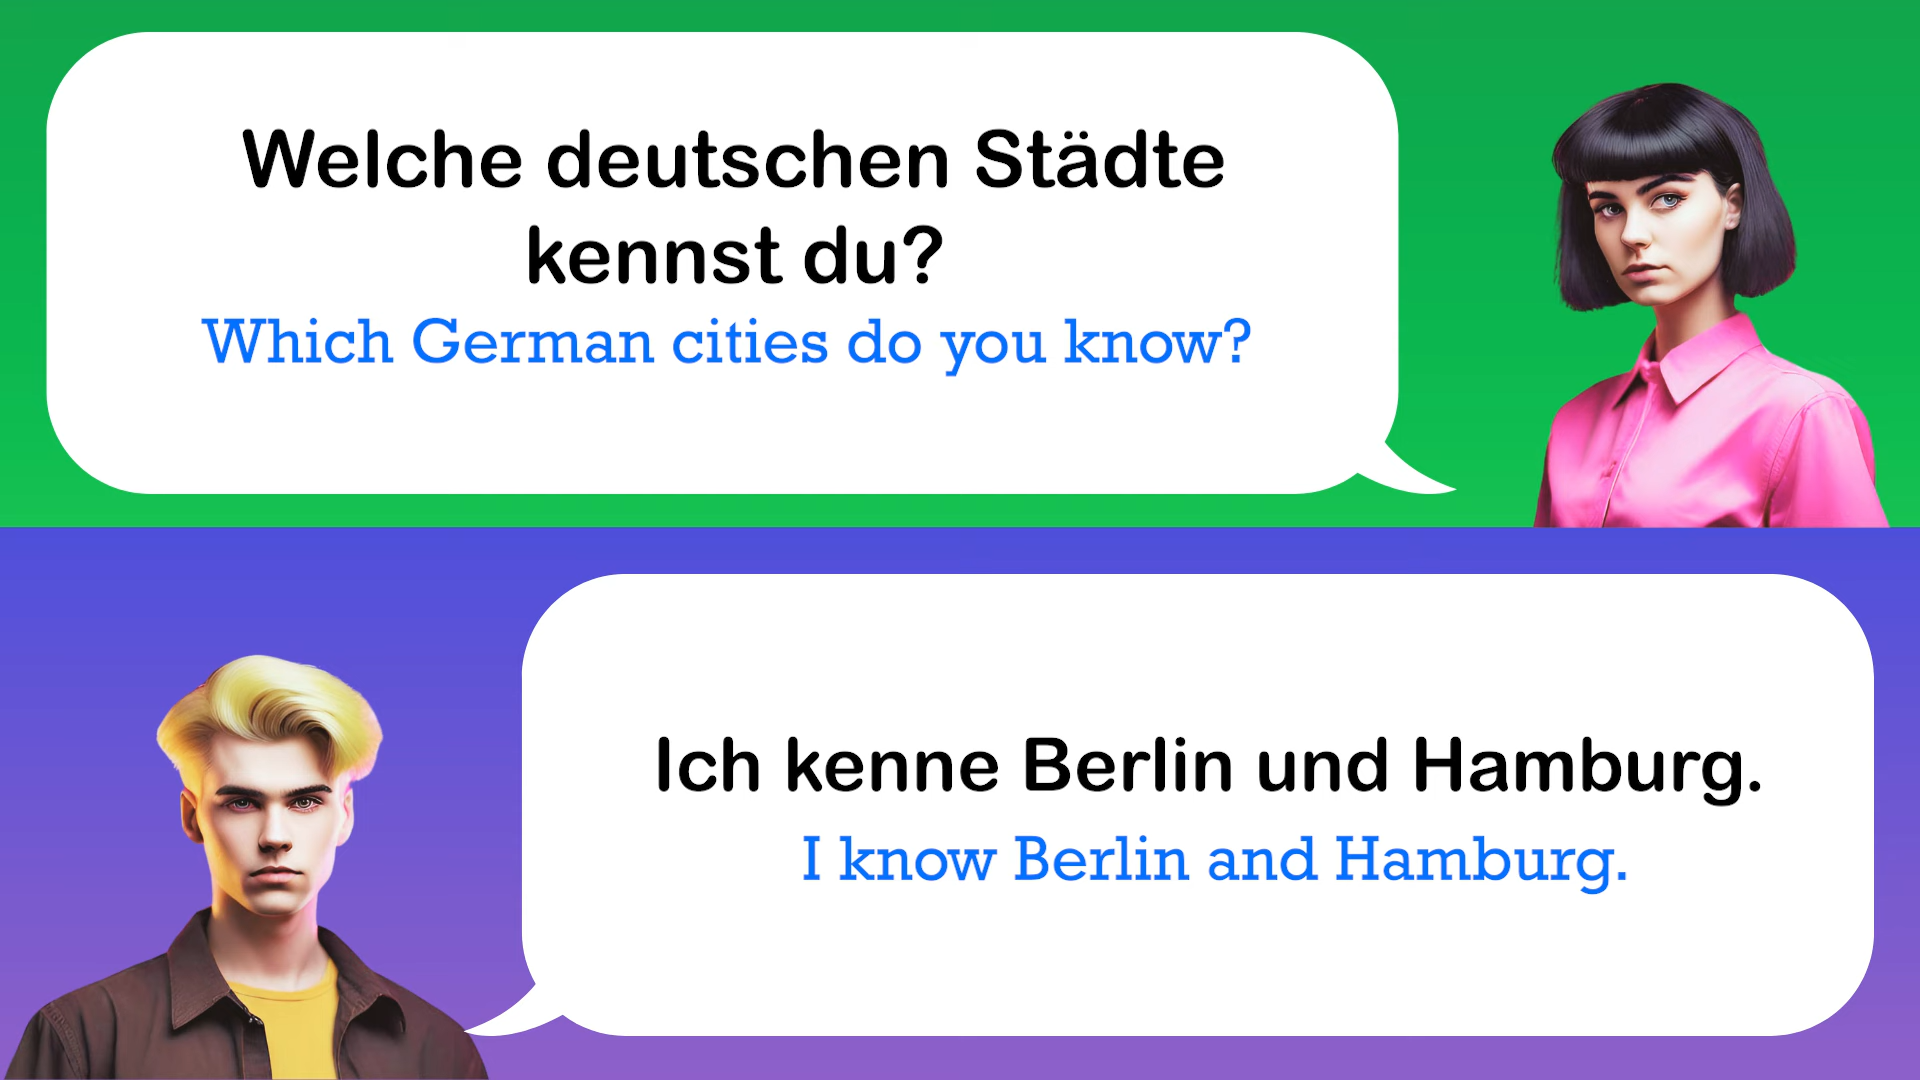 Welche deutschen Städte
kennst du?
Which German cities do you know?
Ich kenne Berlin und Hamburg.
I know Berlin and Hamburg.